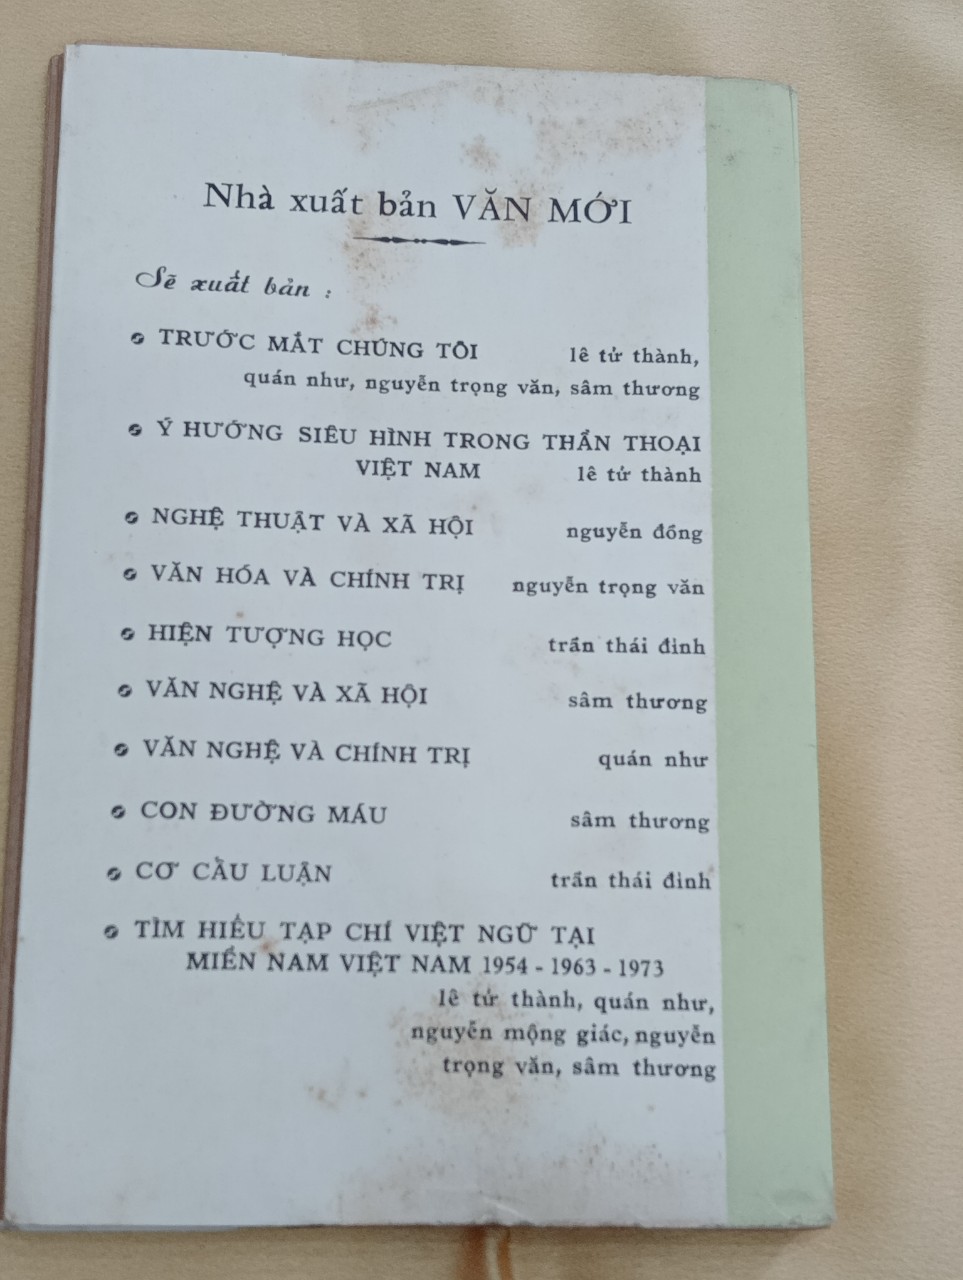 Nhà xuất bản VĂN MỚI
Sẽ xuất bản :
TRƯỚC MẮT CHÚNG TÔI lê tử thành,
quán như, nguyễn trọng văn, sâm thương
Ý HƯỚNG SIÊU HÌNH TRONG THẦN THOẠI
VIỆT NAM lê tử thành
NGHỆ THUẬT VÀ XÃ HỘI nguyễn đồng
VĂN HÓA VÀ CHÍNH TRỊ nguyễn trọng văn
HIỆN TƯỢNG HỌC trần thái đỉnh
VĂN NGHỆ VÀ XÃ HỘI sâm thương
VĂN NGHỆ VÀ CHÍNH TRỊ quán như
CON ĐƯỜNG MÁU sâm thương
CƠ CẦU LUẬN trần thái đỉnh
TÌM HIỂU TẠP CHÍ VIỆT NGỮ TẠI
MIỀN NAM VIỆT NAM 1954 - 1963 - 1973
lê tử thành, quán như,
nguyễn mộng giác, nguyễn
trọng văn, sâm thương